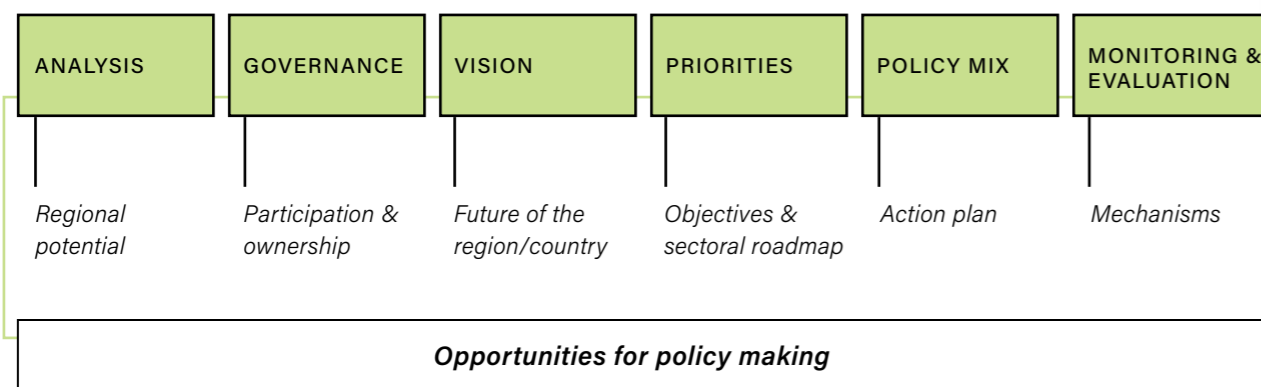 ANALYSIS
Regional
potential
GOVERNANCE
Participation &
ownership
VISION
Future of the
region/country
PRIORITIES
Objectives &
sectoral roadmap
POLICY MIX
Action plan
MONITORING &
EVALUATION
Mechanisms
Opportunities for policy making